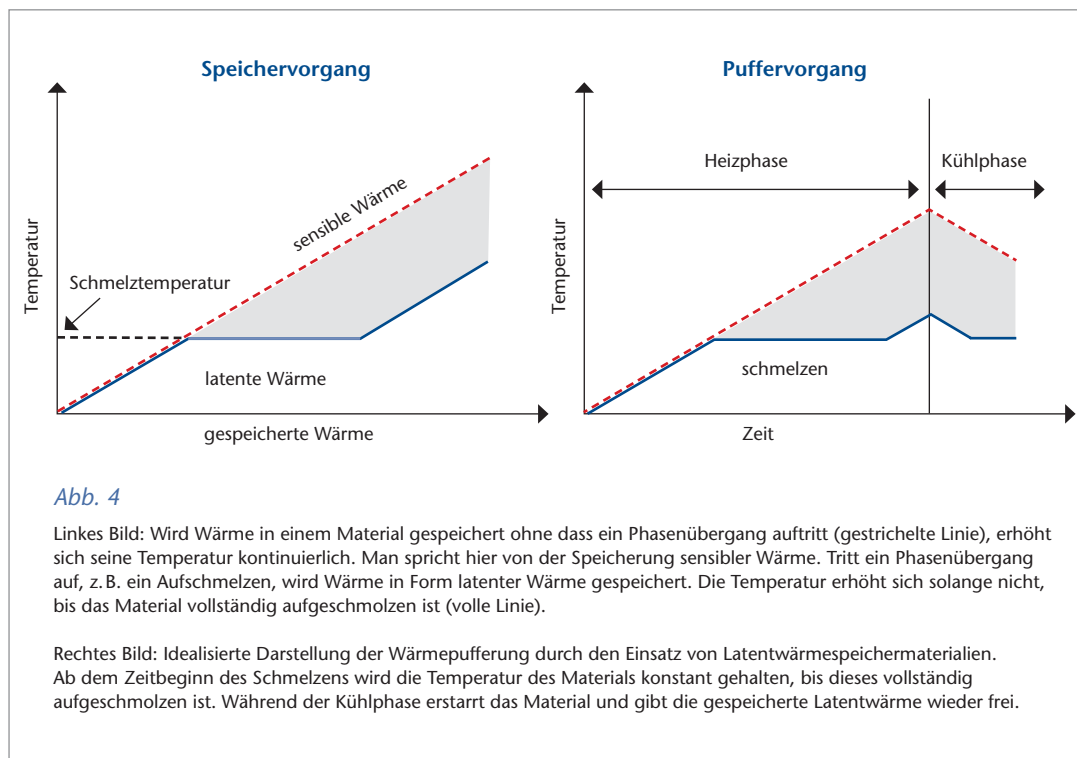 Speichervorgang
Temperatur
sensible Wärme
Schmelztemperatur
latente Wärme
gespeicherte Wärme
Puffervorgang
Heizphase
Kühlphase
Temperatur
schmelzen
Zeit
Abb. 4
Linkes Bild: Wird Wärme in einem Material gespeichert ohne dass ein Phasenübergang auftritt (gestrichelte Linie), erhöht
sich seine Temperatur kontinuierlich. Man spricht hier von der Speicherung sensibler Wärme. Tritt ein Phasenübergang
auf, z.B. ein Aufschmelzen, wird Wärme in Form latenter Wärme gespeichert. Die Temperatur erhöht sich solange nicht,
bis das Material vollständig aufgeschmolzen ist (volle Linie).
Rechtes Bild: Idealisierte Darstellung der Wärmepufferung durch den Einsatz von Latentwärmespeichermaterialien.
Ab dem Zeitbeginn des Schmelzens wird die Temperatur des Materials konstant gehalten, bis dieses vollständig
aufgeschmolzen ist. Während der Kühlphase erstarrt das Material und gibt die gespeicherte Latentwärme wieder frei.